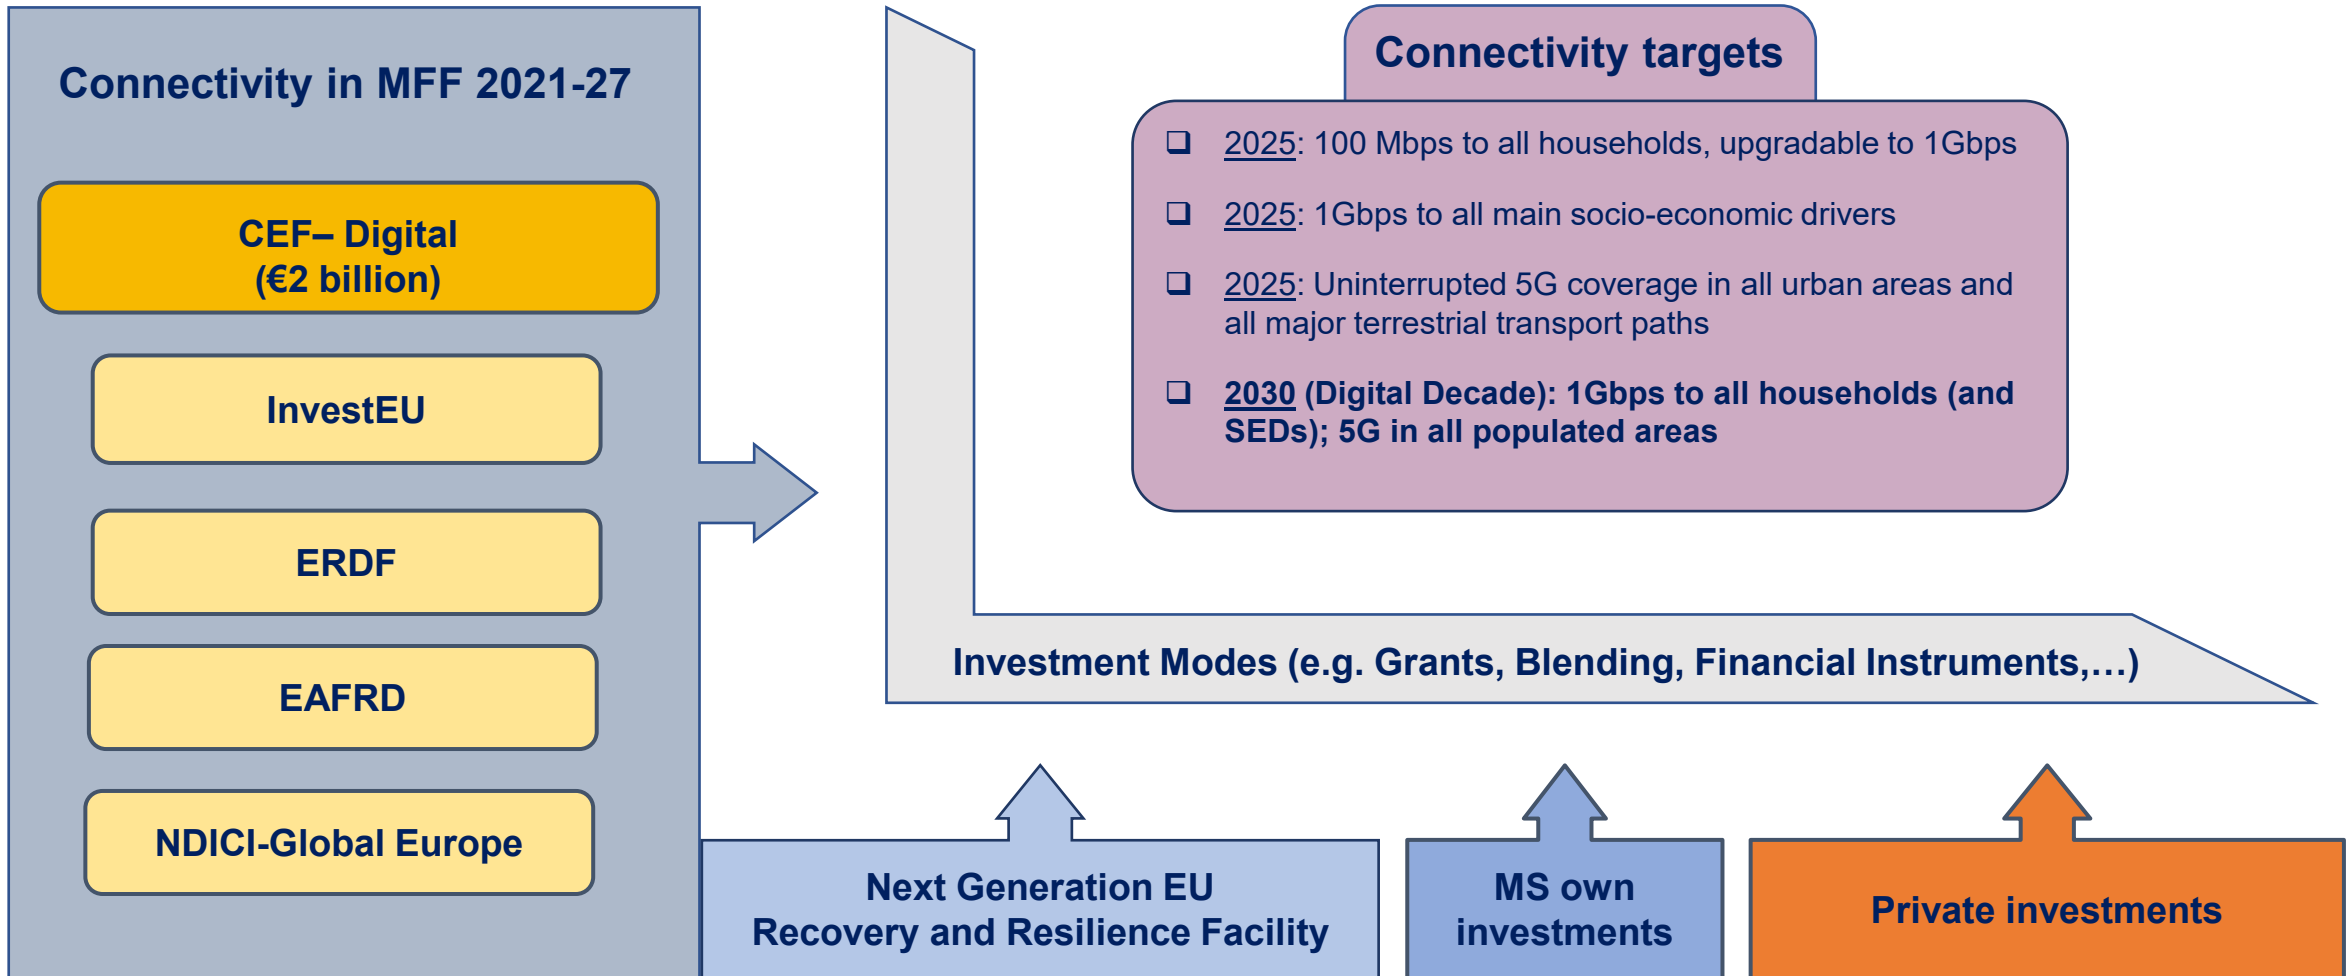 Connectivity in MFF 2021-27
CEF– Digital
(€2 billion)
InvestEU
ERDF
EAFRD
NDICI-Global Europe
Connectivity targets
❑ 2025: 100 Mbps to all households, upgradable to 1Gbps
❑ 2025: 1Gbps to all main socio-economic drivers
❑ 2025: Uninterrupted 5G coverage in all urban areas and
all major terrestrial transport paths
❑ 2030 (Digital Decade): 1Gbps to all households (and
SEDs); 5G in all populated areas
Investment Modes (e.g. Grants, Blending, Financial Instruments,…)
Next Generation EU
Recovery and Resilience Facility
MS own
investments
Private investments